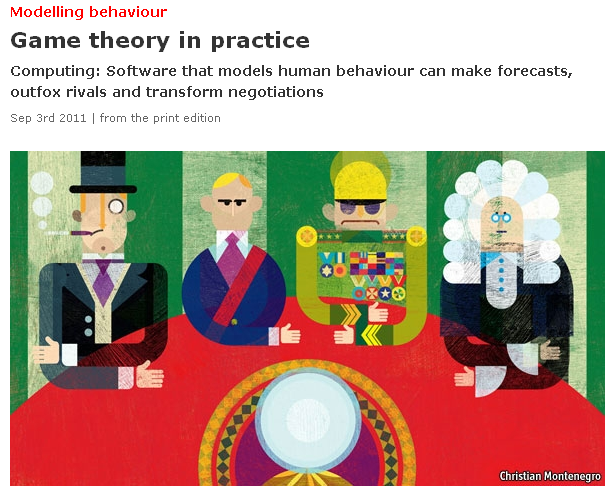 Modelling behaviour
Game theory in practice
Computing: Software that models human behaviour can make forecasts,
outfox rivals and transform negotiations
Sep 3rd 2011 | from the print edition
Christian Montenegro